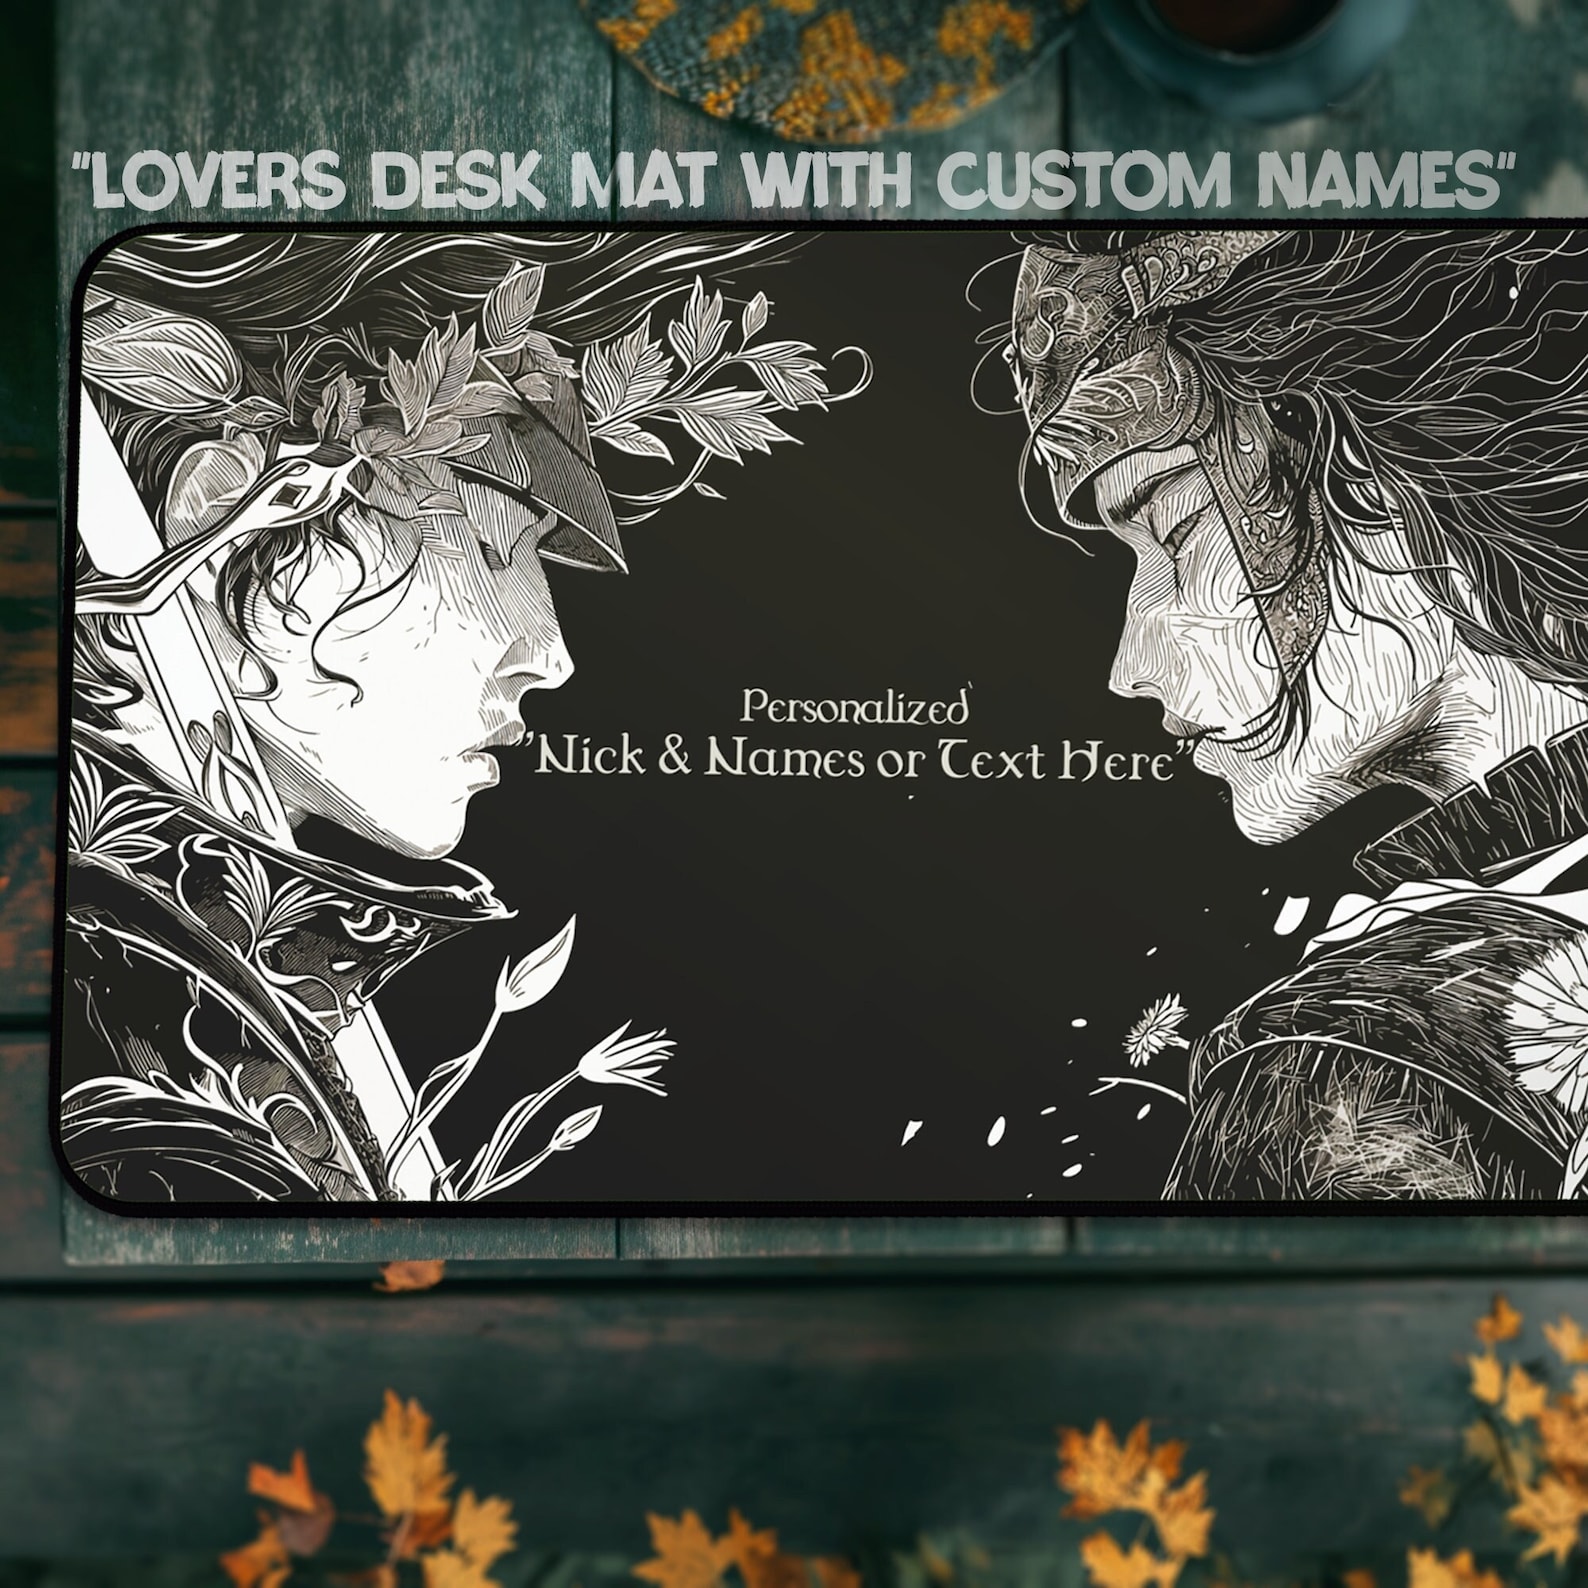 "LOVERS DESK MAT WITH CUSTOM NAMES"
Personalized
"Nick & Names or Text Here"